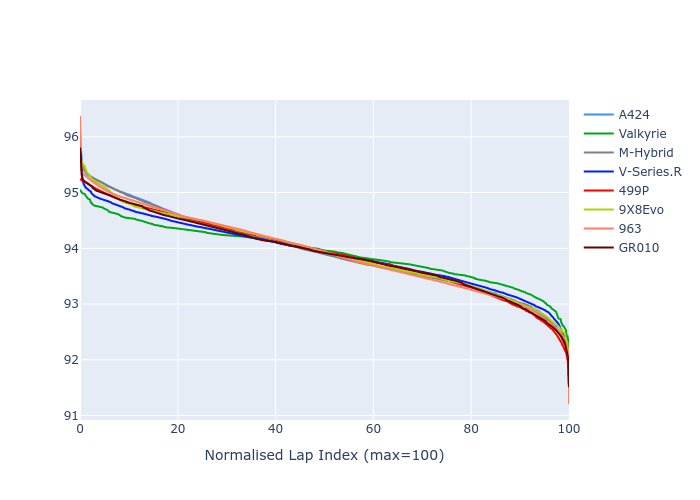 96
95
94
93
92
91
0 20 40 60 80 100
Normalised Lap Index (max=100)
A424
Valkyrie
M-Hybrid
V-Series.R
499P
9X8Evo
963
GR010